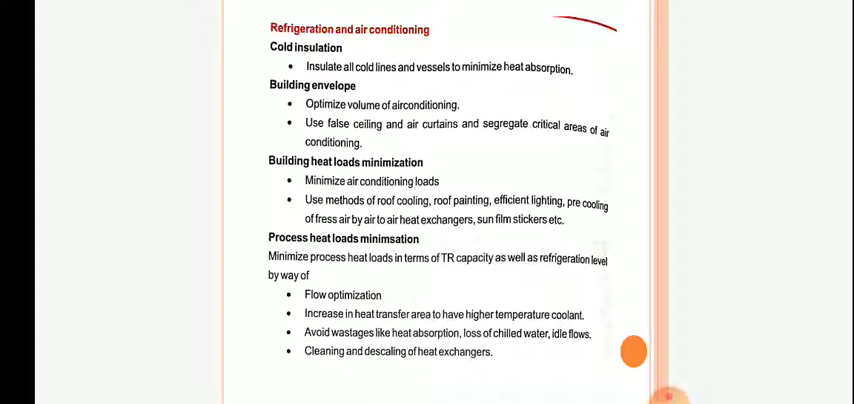 Refrigeration and air conditioning
Cold insulation
• Insulate all cold lines and vessels to minimize heat absorption.
Building envelope
• Optimize volume of airconditioning.
• Use false ceiling and air curtains and segregate critical areas of air
conditioning.
Building heat loads minimization
• Minimize air conditioning loads
• Use methods of roof cooling, roof painting, efficient lighting, pre cooling
of fress air by air to air heat exchangers, sun film stickers etc.
Process heat loads minimsation
Minimize process heat loads in terms of TR capacity as well as refrigeration level
by way of
• Flow optimization
• Increase in heat transfer area to have higher temperature coolant.
• Avoid wastages like heat absorption, loss of chilled water, idle flows.
• Cleaning and descaling of heat exchangers.